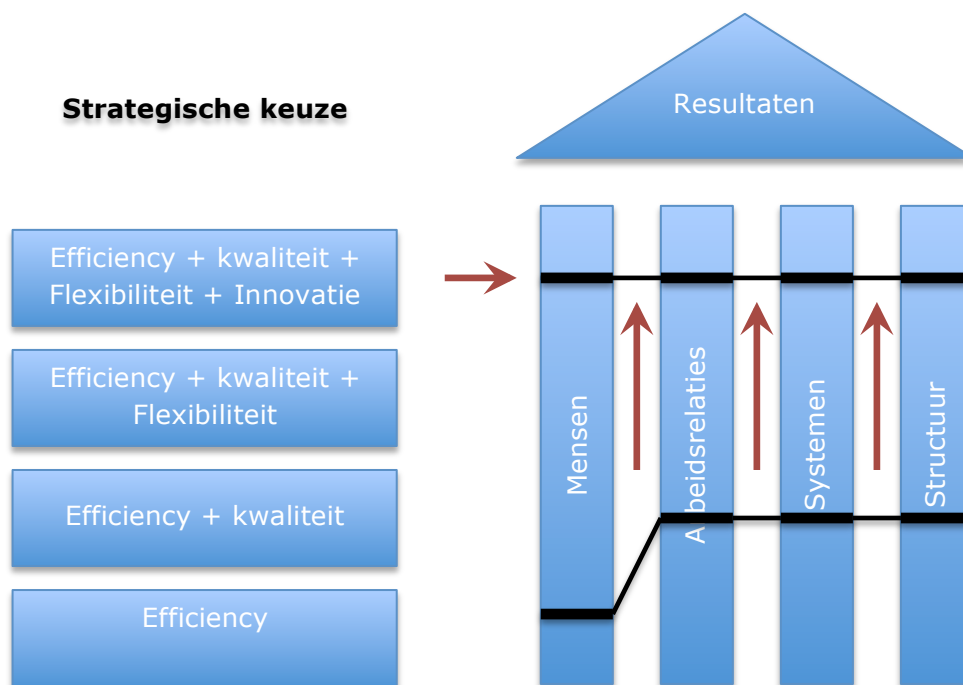 Strategische keuze
Resultaten
Efficiency + kwaliteit +
Flexibiliteit + Innovatie
Efficiency + kwaliteit +
Flexibiliteit
Efficiency + kwaliteit
Efficiency
Mensen
Arbeidsrelaties
Systemen
Structuur